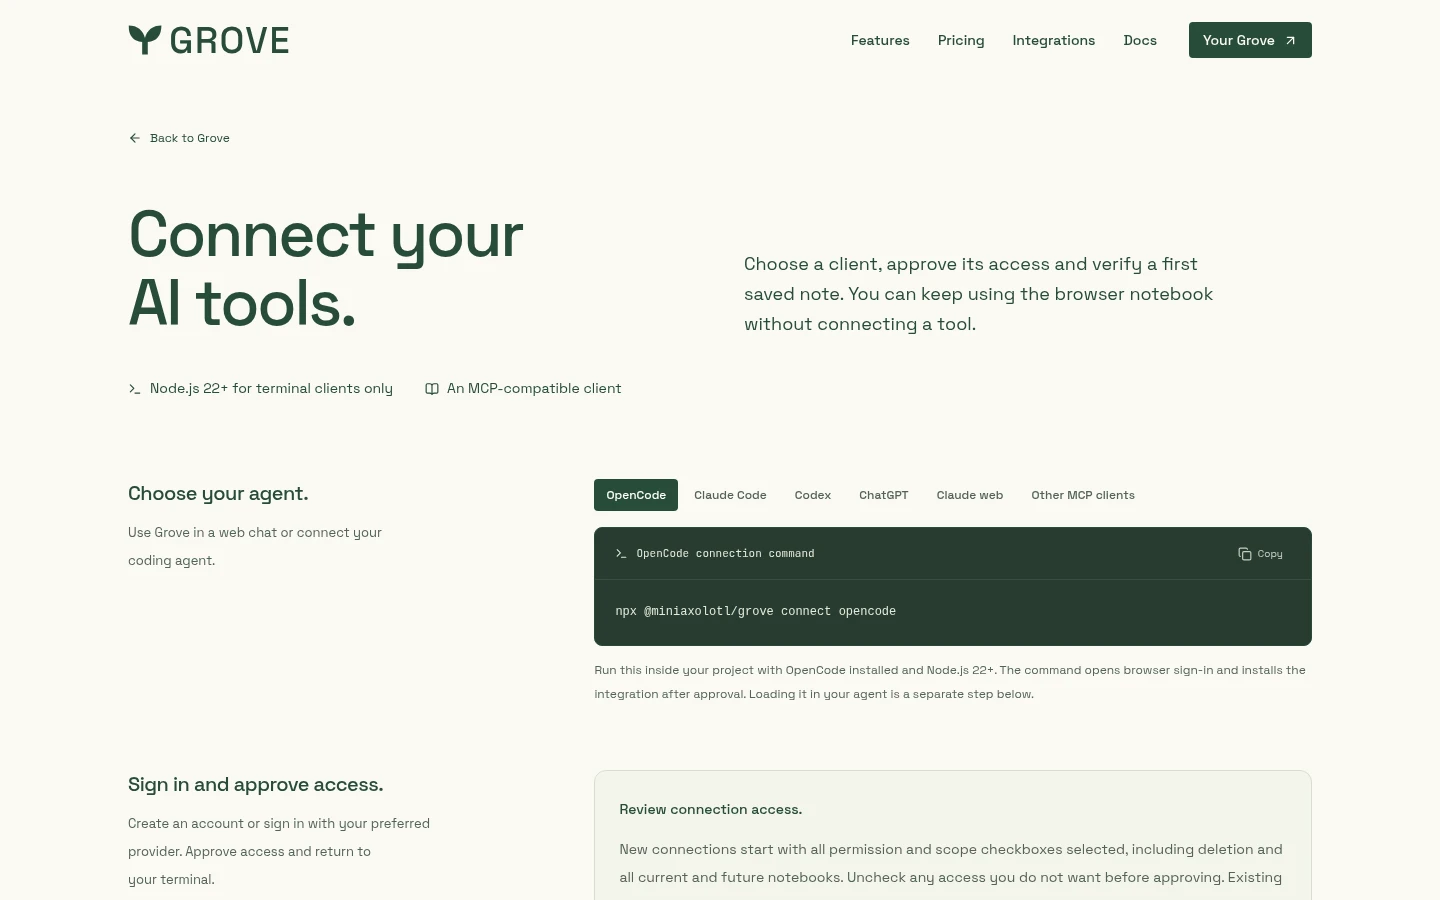 GROVE
Features
Pricing
Integrations
Docs
Your Grove
Back to Grove
Connect your
AI tools.
Choose a client, approve its access and verify a first
saved note. You can keep using the browser notebook
without connecting a tool.
Node.js 22+ for terminal clients only
An MCP-compatible client
Choose your agent.
Use Grove in a web chat or connect your
coding agent.
OpenCode
Claude Code
Codex
ChatGPT
Claude web
Other MCP clients
OpenCode connection command
Copy
npx @miniaxolotl/grove connect opencode
Run this inside your project with OpenCode installed and Node.js 22+. The command opens browser sign-in and installs the
integration after approval. Loading it in your agent is a separate step below.
Sign in and approve access.
Create an account or sign in with your preferred
provider. Approve access and return to
your terminal.
Review connection access.
New connections start with all permission and scope checkboxes selected, including deletion and
all current and future notebooks. Uncheck any access you do not want before approving. Existing